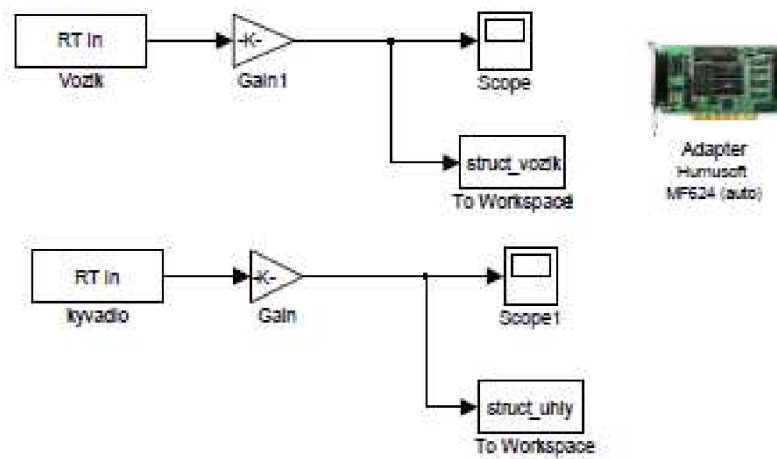 RT In
Vozik
-K-
Gain1
Scope
struct_vozik
To Workspace
Adapter
Humusoft
MF624 (auto)
RT In
kyvadlo
-K-
Gain
Scope1
struct_uhly
To Workspace